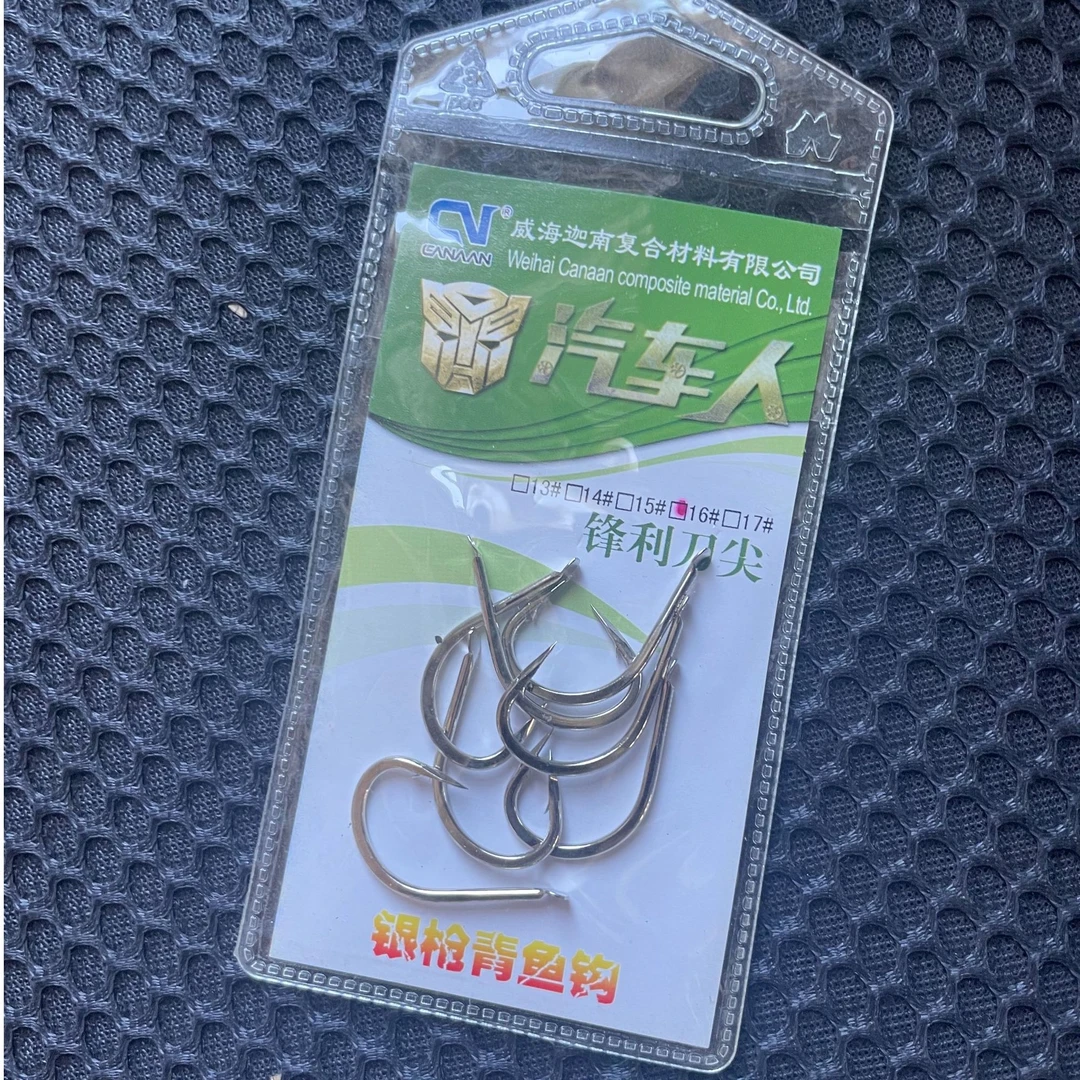 CV®
CANAAN
威海迦南复合材料有限公司
Weihai Canaan composite material Co., Ltd.
汽车人
□13#□14#□15#□16#□17#
锋利刀尖
银枪青鱼钩